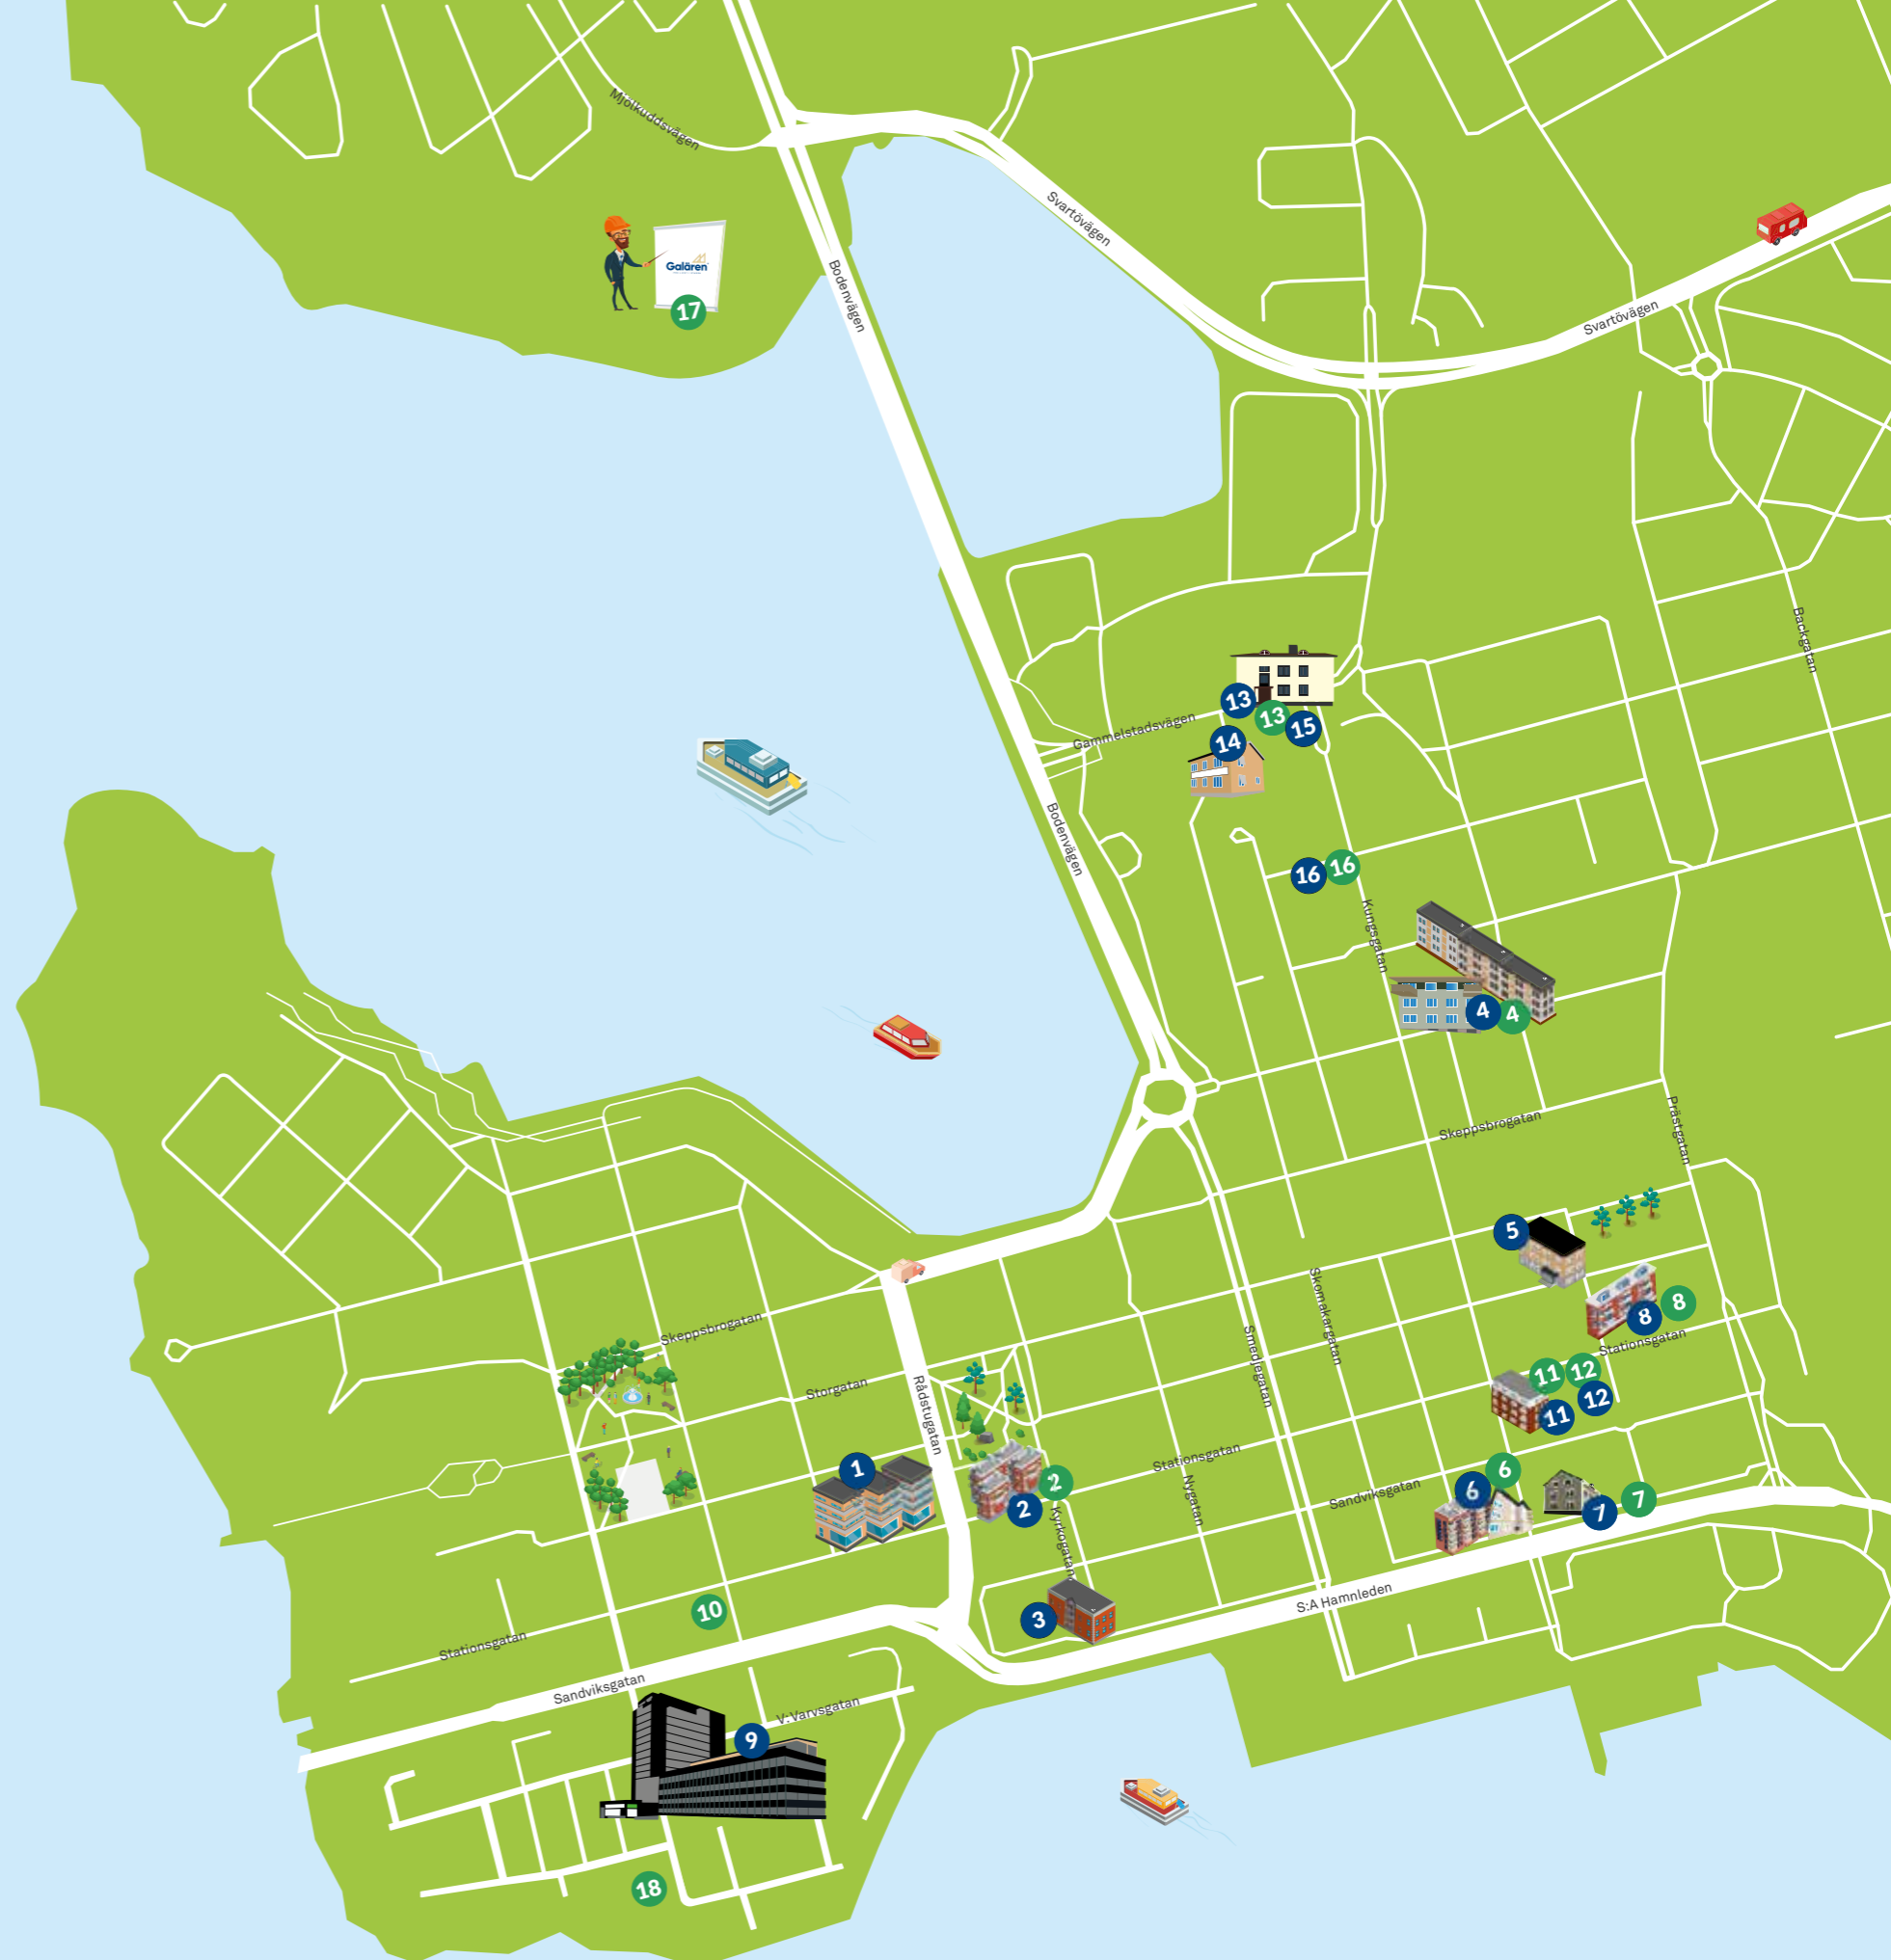 Mjölkuddsvägen
Svartövägen
Galären
17
Bodenvägen
Svartövägen
Backgatan
13
13
15
Gammelstadsvägen
14
Bodenvägen
16
16
Kungsgatan
4
4
Prästgatan
Skeppsbrogatan
5
8
8
Skomakargatan
Smedjegatan
Skeppsbrogatan
Stationsgatan
11
12
12
11
Storgatan
Rådstugatan
1
2
2
Stationsgatan
Nygatan
Sandviksgatan
6
6
7
7
Kyrkogatan
S:A Hamnleden
3
10
Stationsgatan
Sandviksgatan
V:Varvsgatan
9
18